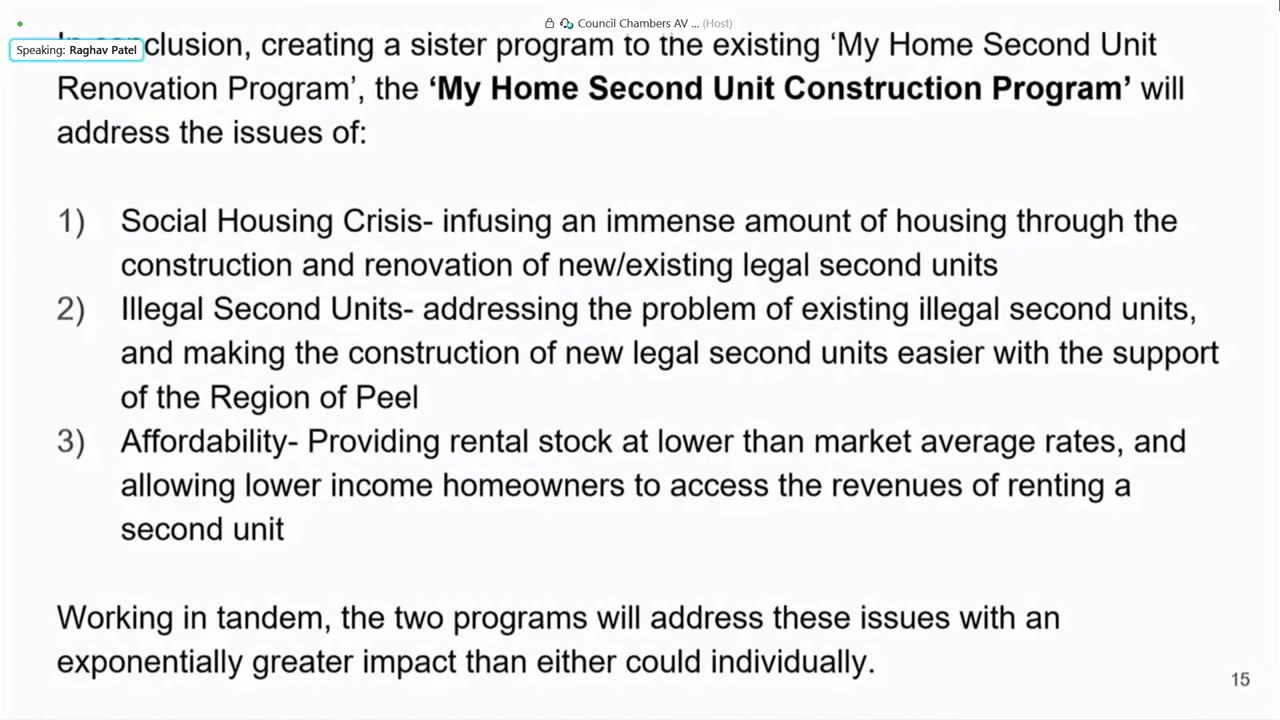 Council Chambers AV ... (Host)
Speaking: Raghav Patel
clusion, creating a sister program to the existing ‘My Home Second Unit
Renovation Program’, the ‘My Home Second Unit Construction Program’ will
address the issues of:
1) Social Housing Crisis- infusing an immense amount of housing through the
construction and renovation of new/existing legal second units
2) Illegal Second Units- addressing the problem of existing illegal second units,
and making the construction of new legal second units easier with the support
of the Region of Peel
3) Affordability- Providing rental stock at lower than market average rates, and
allowing lower income homeowners to access the revenues of renting a
second unit
Working in tandem, the two programs will address these issues with an
exponentially greater impact than either could individually.
15